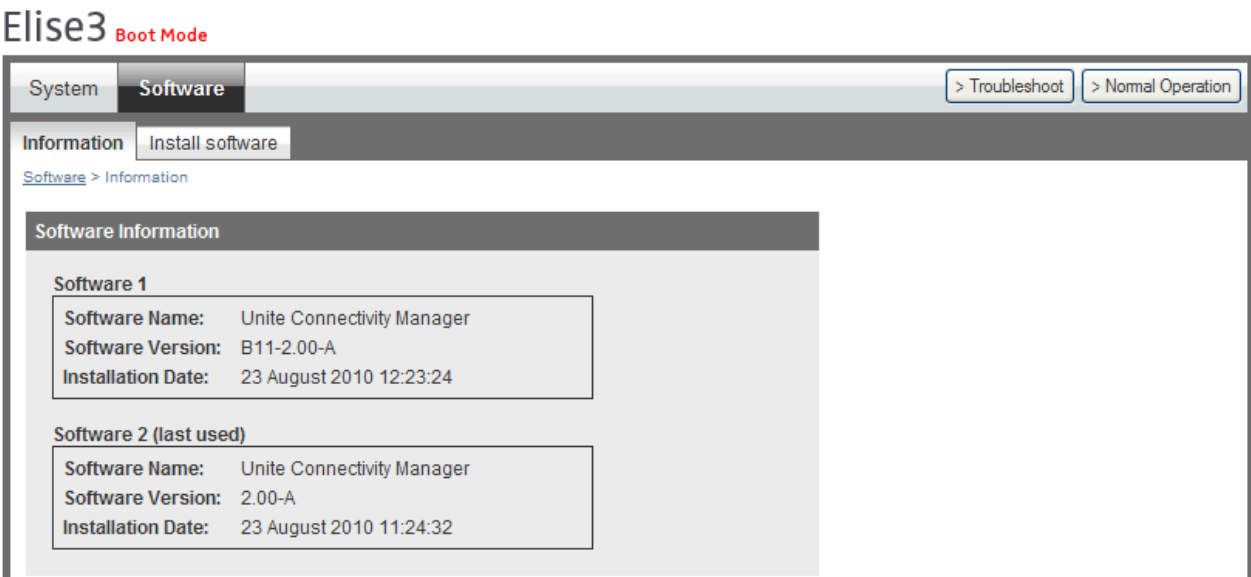 Elise3 Boot Mode
System Software > Troubleshoot > Normal Operation
Information Install software
Software > Information
Software Information
Software 1
Software Name: Unite Connectivity Manager
Software Version: B11-2.00-A
Installation Date: 23 August 2010 12:23:24
Software 2 (last used)
Software Name: Unite Connectivity Manager
Software Version: 2.00-A
Installation Date: 23 August 2010 11:24:32